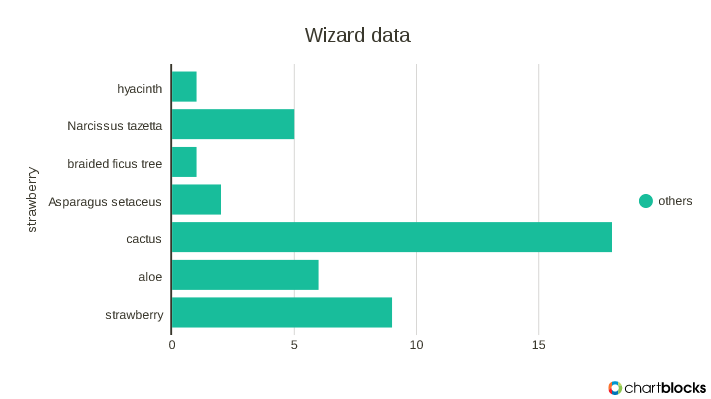 Wizard data
hyacinth
Narcissus tazetta
braided ficus tree
Asparagus setaceus
cactus
aloe
strawberry
strawberry
0 5 10 15
others
chartblocks